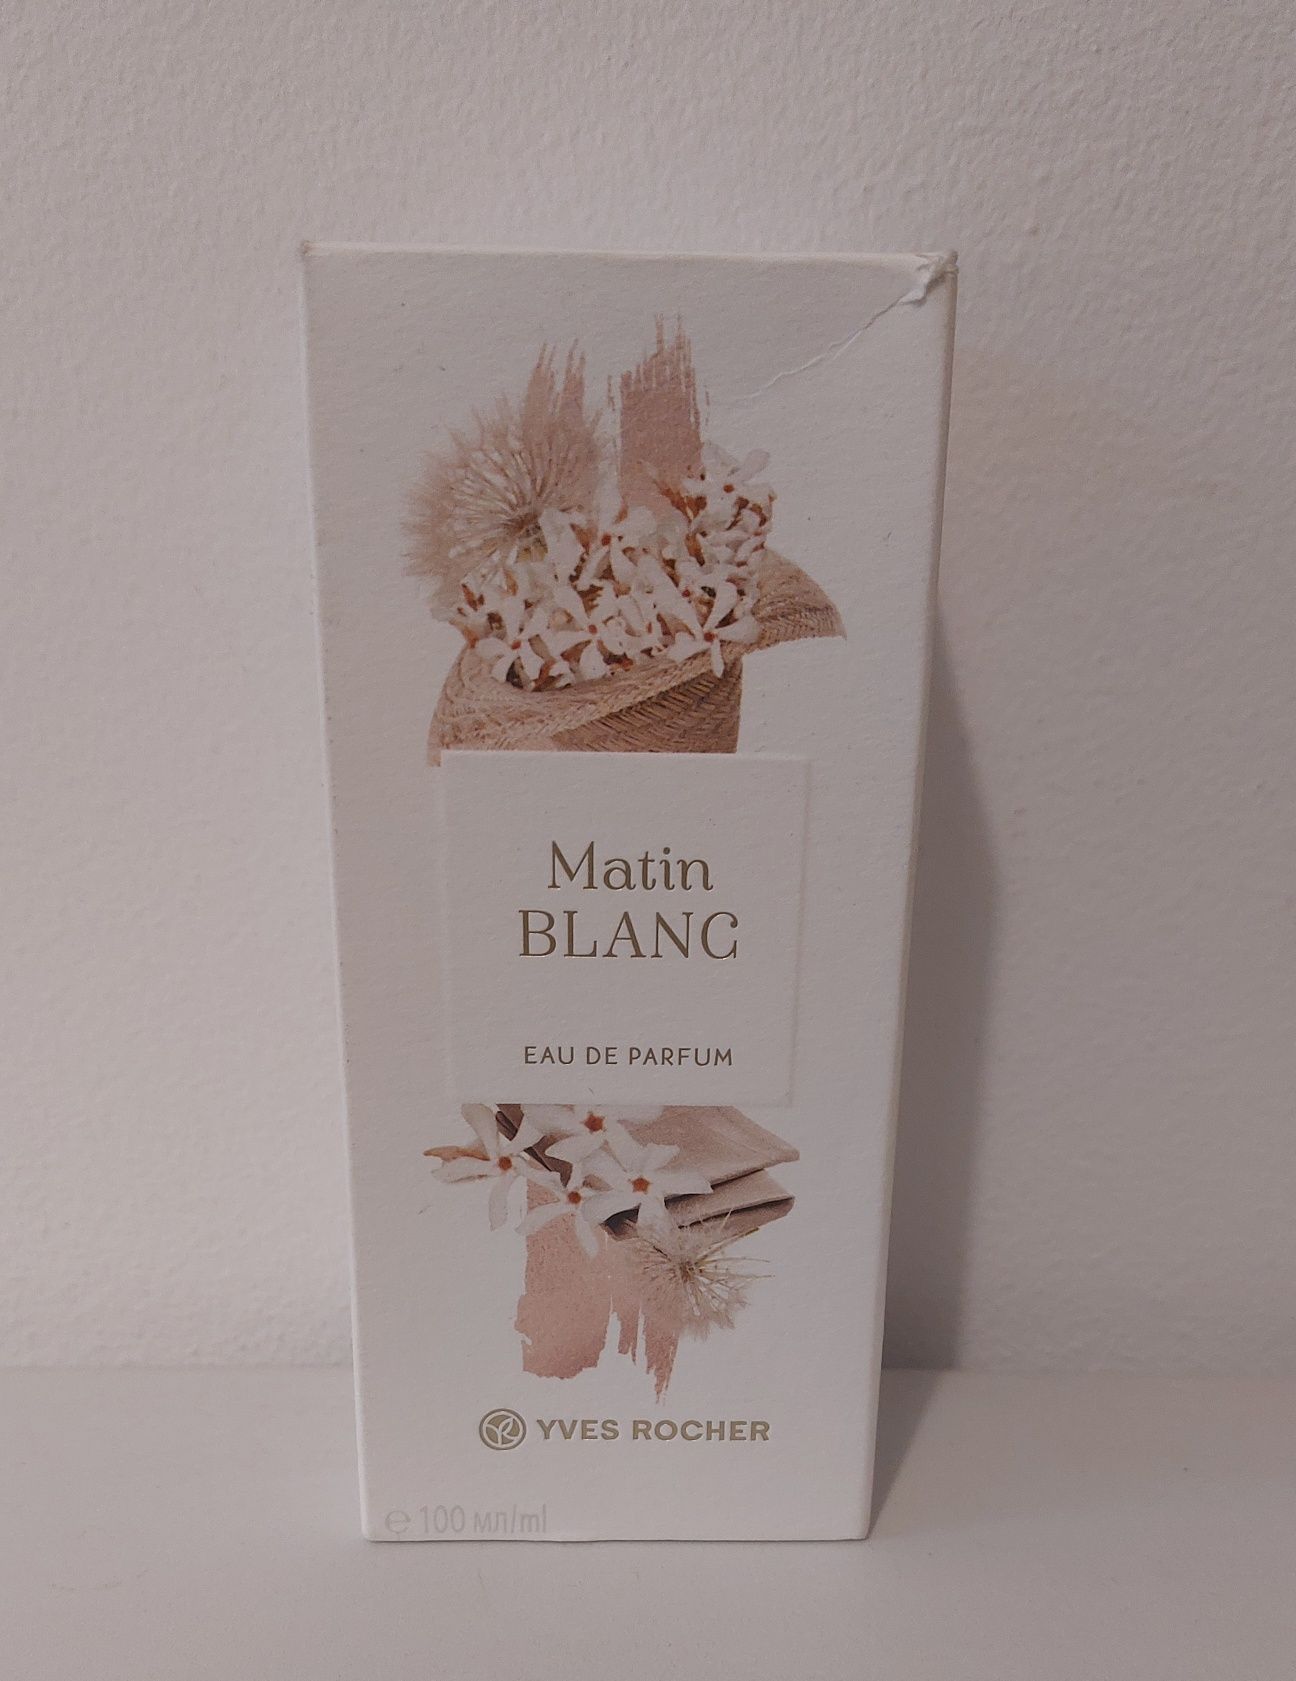 Matin
BLANC
EAU DE PARFUM
YVES ROCHER
℮ 100 мл/ml